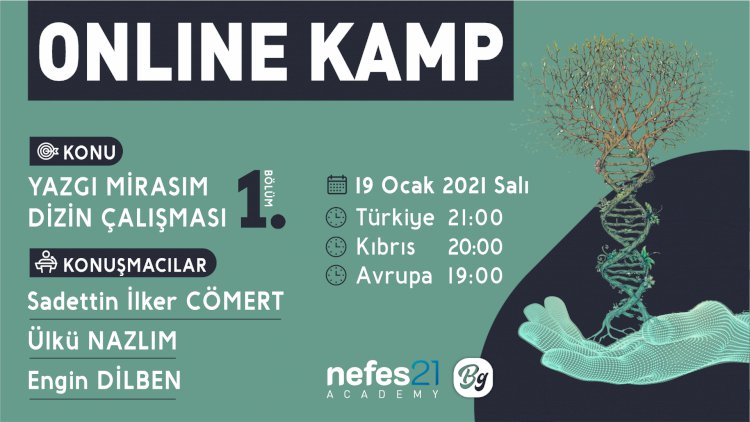 ONLINE KAMP
KONU
YAZGI MİRASIM
DİZİN ÇALIŞMASI
1.
BÖLÜM
KONUŞMACILAR
Sadettin İlker CÖMERT
Ülkü NAZLIM
Engin DİLBEN
19 Ocak 2021 Salı
Türkiye 21:00
Kıbrıs 20:00
Avrupa 19:00
nefes21
ACADEMY
Bg